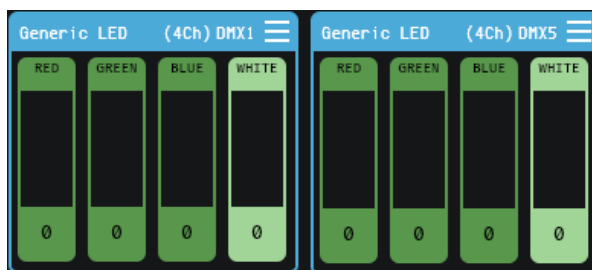 Generic LED (4Ch) DMX1
RED GREEN BLUE WHITE
0 0 0 0
Generic LED (4Ch) DMX5
RED GREEN BLUE WHITE
0 0 0 0